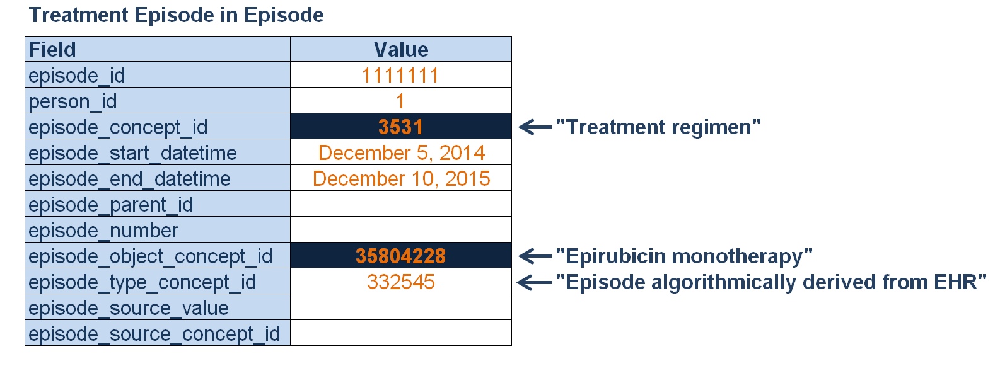 Treatment Episode in Episode
Field Value
episode_id 1111111
person_id 1
episode_concept_id 3531 "Treatment regimen"
episode_start_datetime December 5, 2014
episode_end_datetime December 10, 2015
episode_parent_id
episode_number
episode_object_concept_id 35804228 "Epirubicin monotherapy"
episode_type_concept_id 332545 "Episode algorithmically derived from EHR"
episode_source_value
episode_source_concept_id